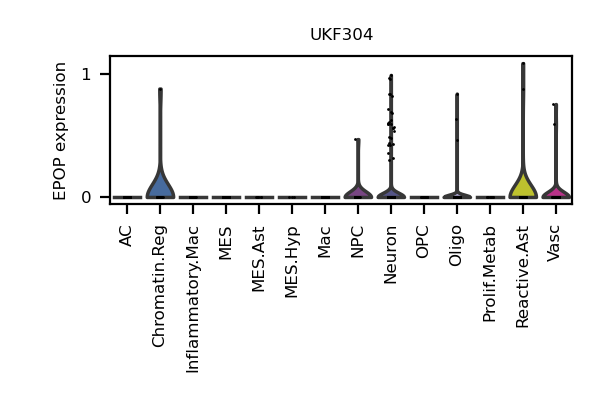 UKF304
EPOP expression
1
0
AC
Chromatin.Reg
Inflammatory.Mac
MES
MES.Ast
MES.Hyp
Mac
NPC
Neuron
OPC
Oligo
Prolif.Metab
Reactive.Ast
Vasc